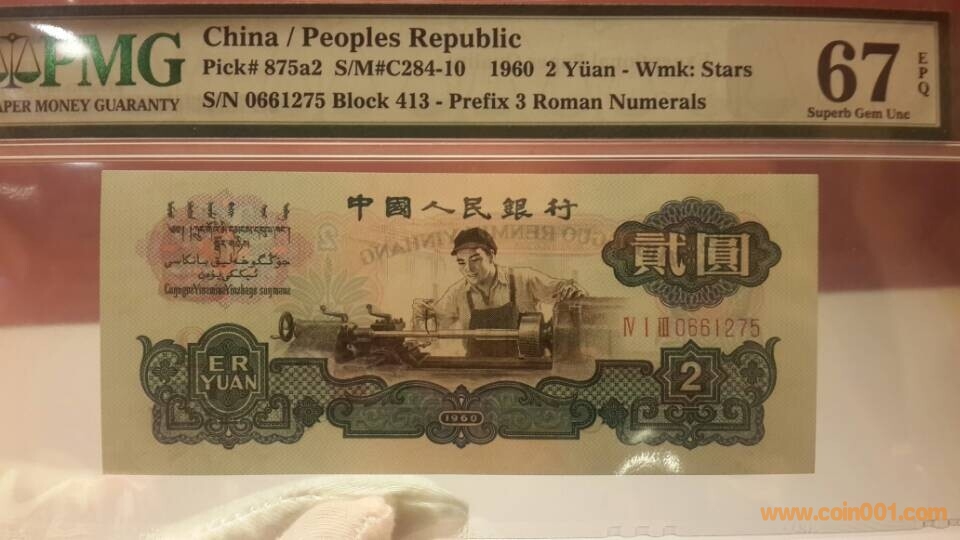 PMG
China / Peoples Republic
Pick# 875a2 S/M#C284-10 1960 2 Yüan - Wmk: Stars
APER MONEY GUARANTY
S/N 0661275 Block 413 - Prefix 3 Roman Numerals
67
EPQ
Superb Gem Unc
中國人民銀行
貳圓
Ⅳ Ⅰ Ⅲ 0661275
ER
YUAN
1960
2
www.coin001.com